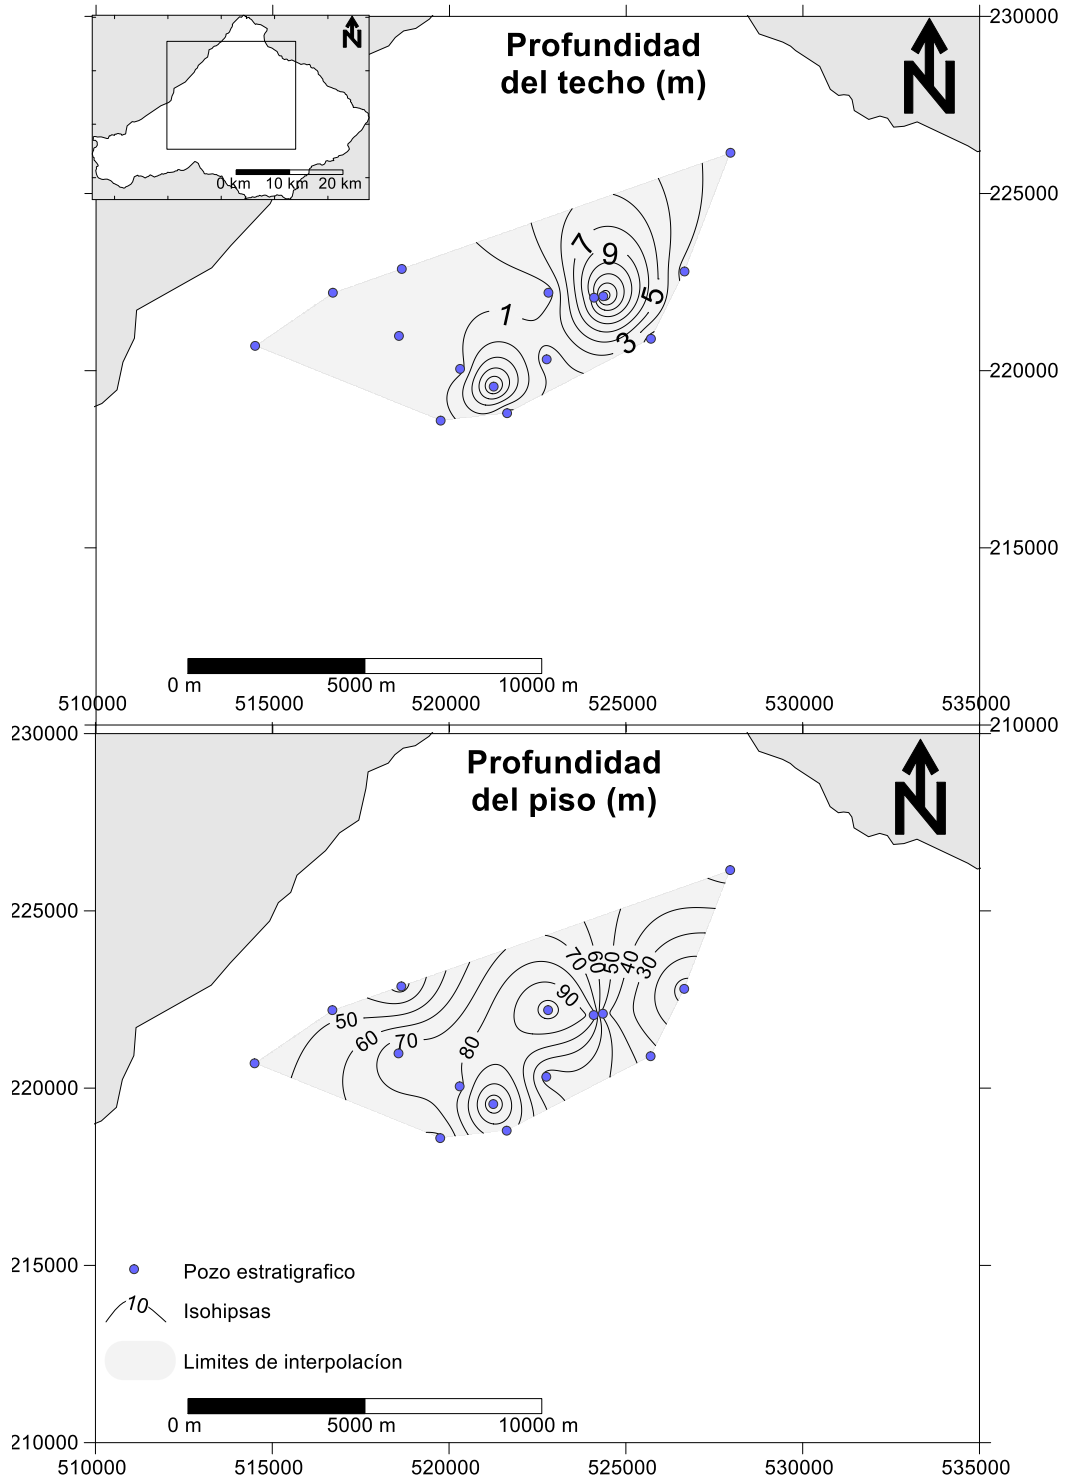 N
0 km 10 km 20 km
Profundidad
del techo (m)
N
230000
225000
220000
215000
210000
7
9
5
3
1
0 m 5000 m 10000 m
510000 515000 520000 525000 530000 535000
Profundidad
del piso (m)
N
230000
225000
220000
215000
210000
70 60 50 40 30
90
50
60
70
80
Pozo estratigrafico
10 Isohipsas
Limites de interpolacíon
0 m 5000 m 10000 m
510000 515000 520000 525000 530000 535000